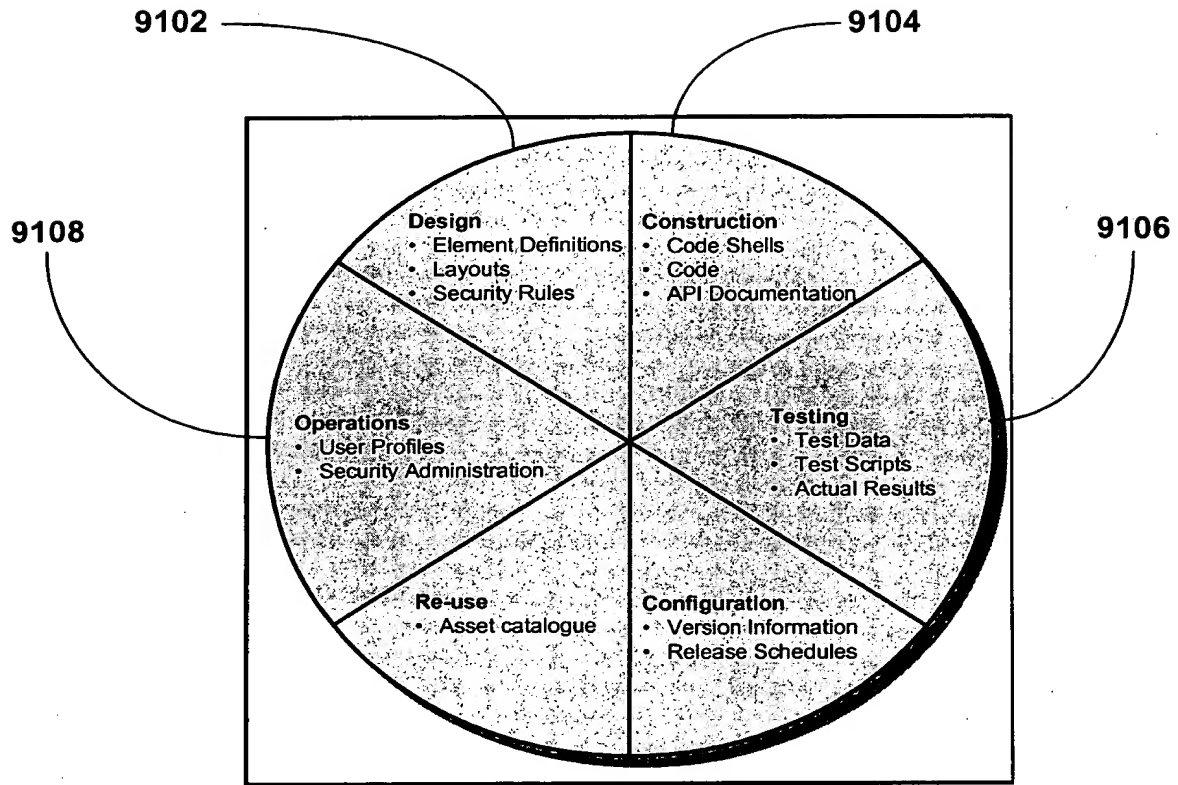 9102
9104
9108
9106
Design
• Element Definitions
• Layouts
• Security Rules
Construction
• Code Shells
• Code
• API Documentation
Operations
• User Profiles
• Security Administration
Testing
• Test Data
• Test Scripts
• Actual Results
Re-use
• Asset catalogue
Configuration
• Version Information
• Release Schedules